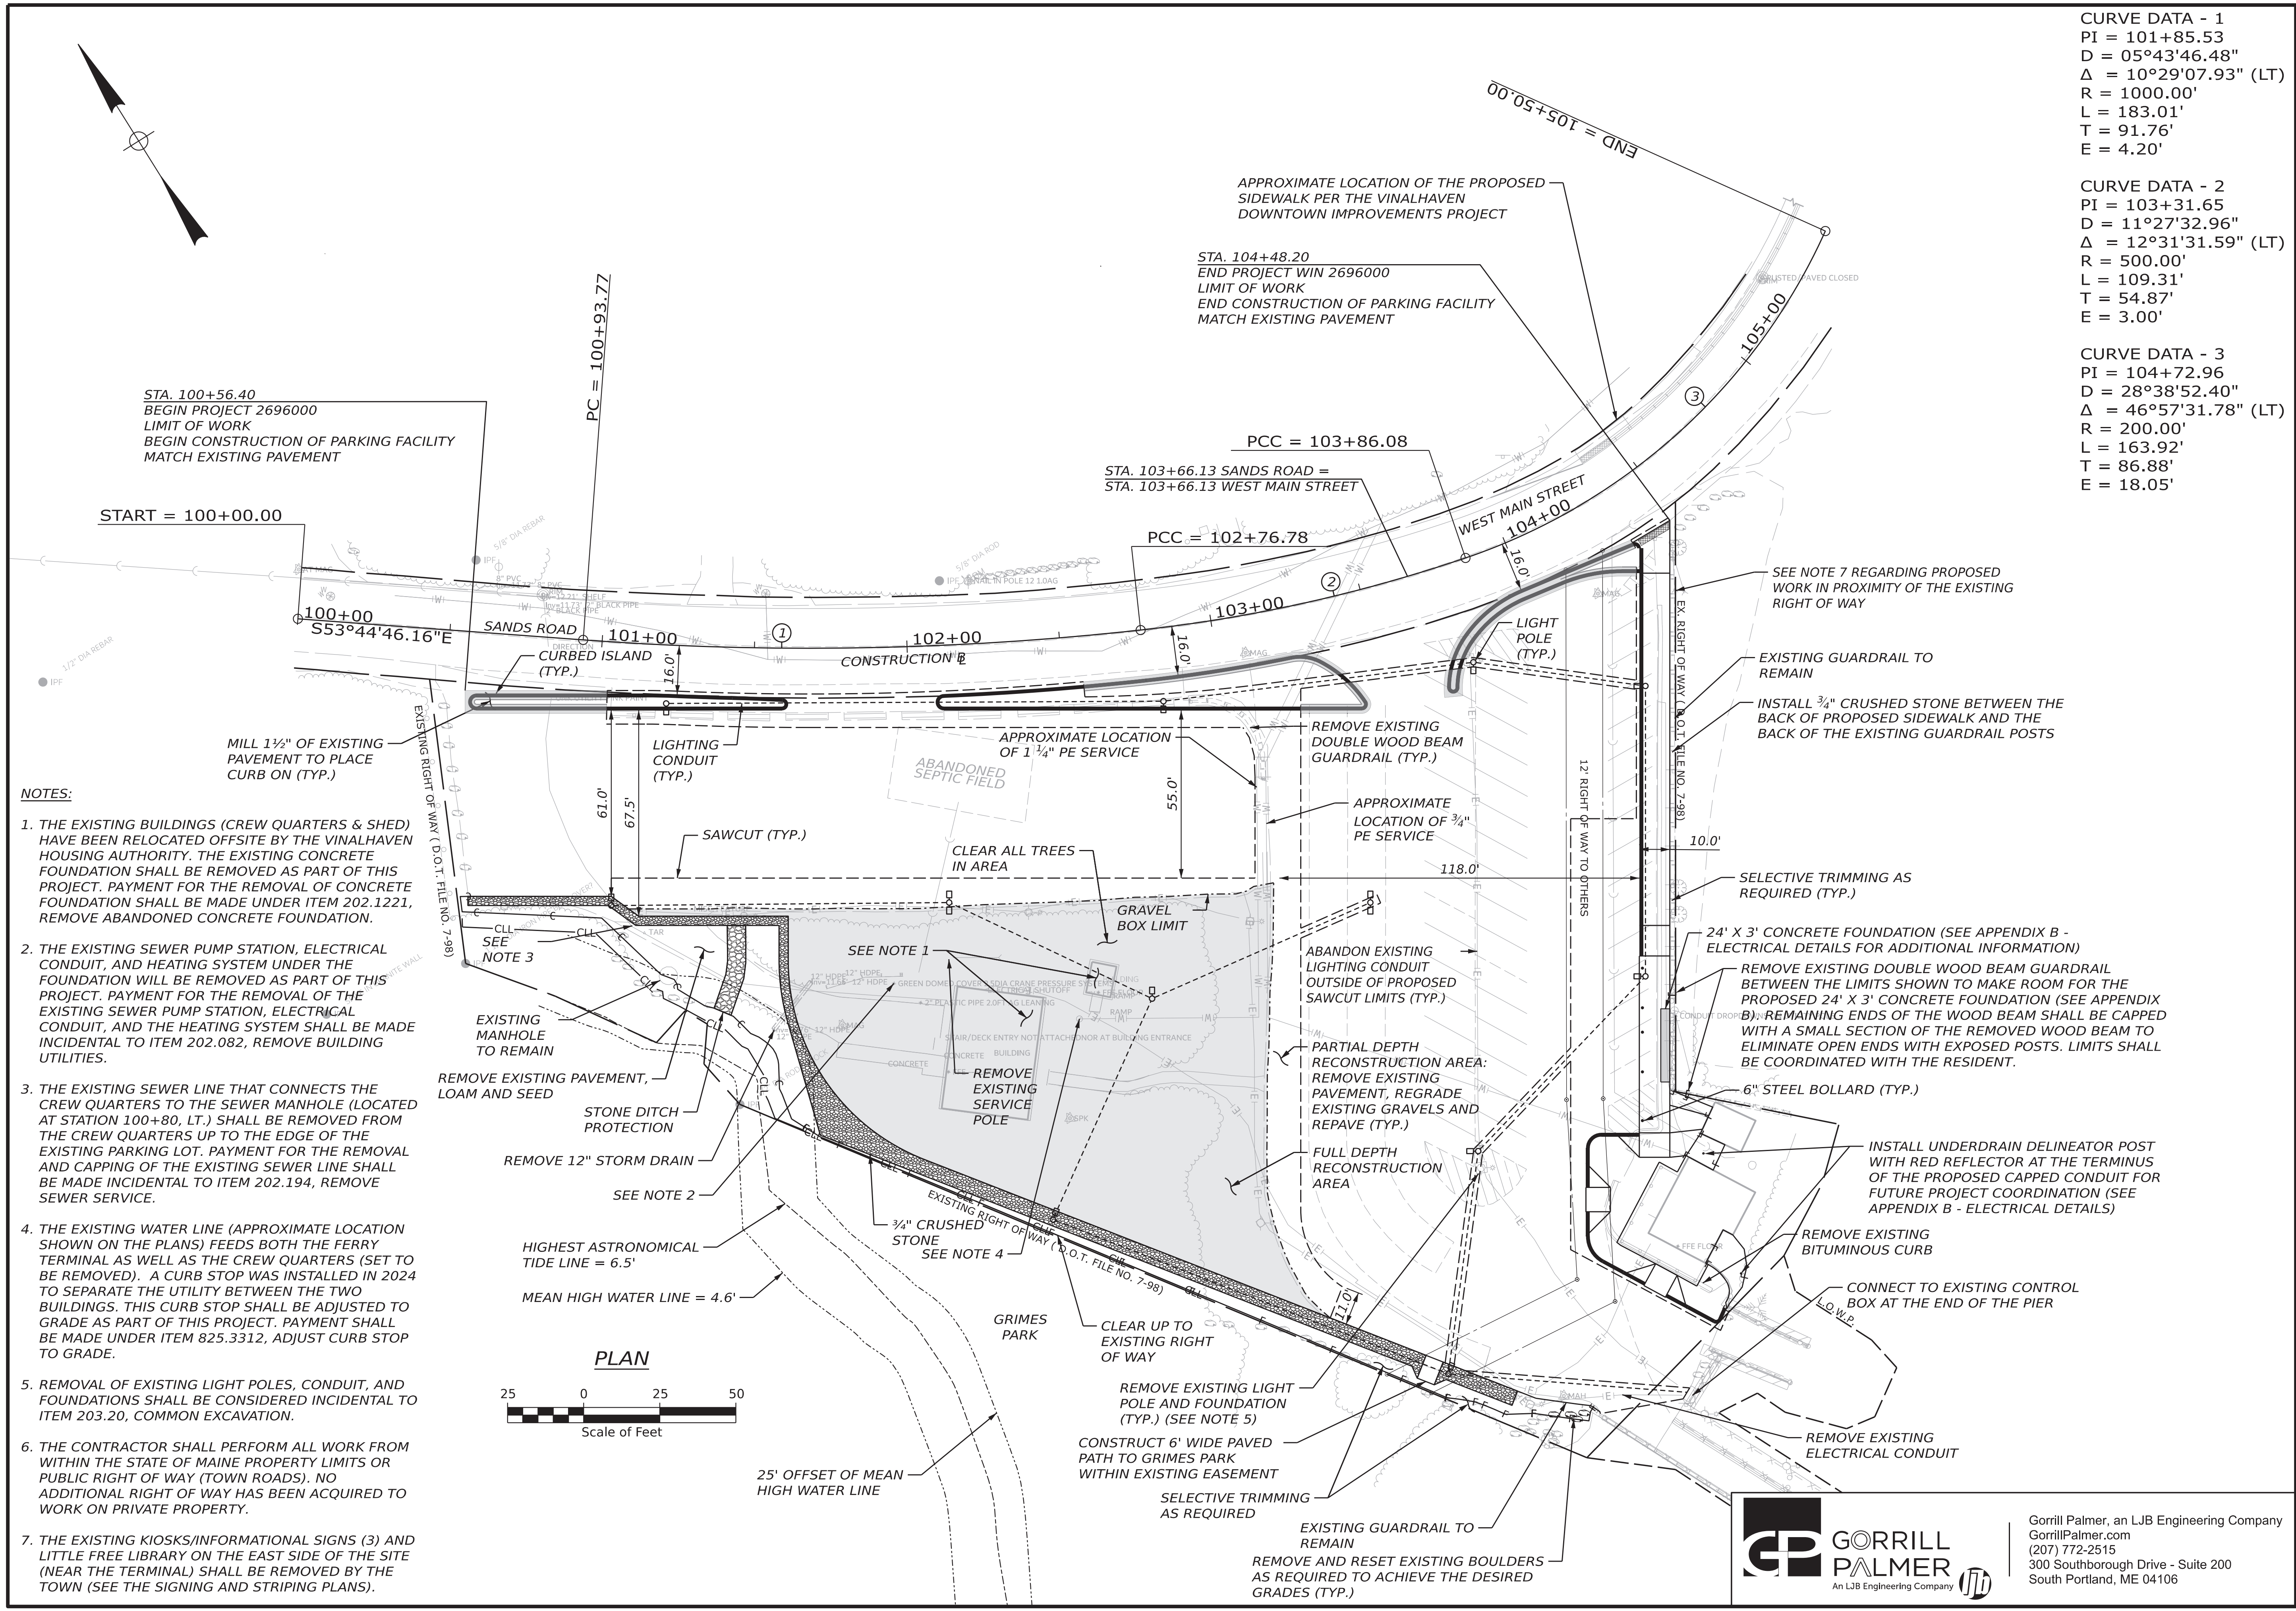 CURVE DATA - 1
PI = 101+85.53
D = 05°43'46.48"
Δ = 10°29'07.93" (LT)
R = 1000.00'
L = 183.01'
T = 91.76'
E = 4.20'
CURVE DATA - 2
PI = 103+31.65
D = 11°27'32.96"
Δ = 12°31'31.59" (LT)
R = 500.00'
L = 109.31'
T = 54.87'
E = 3.00'
CURVE DATA - 3
PI = 104+72.96
D = 28°38'52.40"
Δ = 46°57'31.78" (LT)
R = 200.00'
L = 163.92'
T = 86.88'
E = 18.05'
END = 105+50.00
APPROXIMATE LOCATION OF THE PROPOSED
SIDEWALK PER THE VINALHAVEN
DOWNTOWN IMPROVEMENTS PROJECT
STA. 104+48.20
END PROJECT WIN 2696000
LIMIT OF WORK
END CONSTRUCTION OF PARKING FACILITY
MATCH EXISTING PAVEMENT
PC = 100+93.77
STA. 100+56.40
BEGIN PROJECT 2696000
LIMIT OF WORK
BEGIN CONSTRUCTION OF PARKING FACILITY
MATCH EXISTING PAVEMENT
105+00
3
PCC = 103+86.08
STA. 103+66.13 SANDS ROAD =
STA. 103+66.13 WEST MAIN STREET
WEST MAIN STREET
104+00
START = 100+00.00
PCC = 102+76.78
5/8" DIA REBAR
IPF
5/8" DIA ROD
IPF
NAIL IN POLE 12 1.0AG
1/2" DIA REBAR
IPF
100+00
S53°44'46.16"E
SANDS ROAD
101+00
1
102+00
2
103+00
CONSTRUCTION ℄
16.0'
16.0'
16.0'
MAG
MAG
CURBED ISLAND
(TYP.)
LIGHT
POLE
(TYP.)
SEE NOTE 7 REGARDING PROPOSED
WORK IN PROXIMITY OF THE EXISTING
RIGHT OF WAY
EXISTING GUARDRAIL TO
REMAIN
INSTALL ¾" CRUSHED STONE BETWEEN THE
BACK OF PROPOSED SIDEWALK AND THE
BACK OF THE EXISTING GUARDRAIL POSTS
EX. RIGHT OF WAY ( D.O.T. FILE NO. 7-98)
EXISTING RIGHT OF WAY ( D.O.T. FILE NO. 7-98)
MILL 1½" OF EXISTING
PAVEMENT TO PLACE
CURB ON (TYP.)
LIGHTING
CONDUIT
(TYP.)
ABANDONED
SEPTIC FIELD
APPROXIMATE LOCATION
OF 1 ¼" PE SERVICE
REMOVE EXISTING
DOUBLE WOOD BEAM
GUARDRAIL (TYP.)
61.0'
67.5'
55.0'
12' RIGHT OF WAY TO OTHERS
APPROXIMATE
LOCATION OF ¾"
PE SERVICE
SAWCUT (TYP.)
CLEAR ALL TREES
IN AREA
118.0'
10.0'
SELECTIVE TRIMMING AS
REQUIRED (TYP.)
GRAVEL
BOX LIMIT
24' X 3' CONCRETE FOUNDATION (SEE APPENDIX B -
ELECTRICAL DETAILS FOR ADDITIONAL INFORMATION)
SEE
NOTE 3
SEE NOTE 1
ABANDON EXISTING
LIGHTING CONDUIT
OUTSIDE OF PROPOSED
SAWCUT LIMITS (TYP.)
REMOVE EXISTING DOUBLE WOOD BEAM GUARDRAIL
BETWEEN THE LIMITS SHOWN TO MAKE ROOM FOR THE
PROPOSED 24' X 3' CONCRETE FOUNDATION (SEE APPENDIX
B). REMAINING ENDS OF THE WOOD BEAM SHALL BE CAPPED
WITH A SMALL SECTION OF THE REMOVED WOOD BEAM TO
ELIMINATE OPEN ENDS WITH EXPOSED POSTS. LIMITS SHALL
BE COORDINATED WITH THE RESIDENT.
EXISTING
MANHOLE
TO REMAIN
CONCRETE
CONCRETE
BUILDING
RAMP
PARTIAL DEPTH
RECONSTRUCTION AREA:
REMOVE EXISTING
PAVEMENT, REGRADE
EXISTING GRAVELS AND
REPAVE (TYP.)
REMOVE
EXISTING
SERVICE
POLE
REMOVE EXISTING PAVEMENT,
LOAM AND SEED
6" STEEL BOLLARD (TYP.)
STONE DITCH
PROTECTION
REMOVE 12" STORM DRAIN
SEE NOTE 2
FULL DEPTH
RECONSTRUCTION
AREA
INSTALL UNDERDRAIN DELINEATOR POST
WITH RED REFLECTOR AT THE TERMINUS
OF THE PROPOSED CAPPED CONDUIT FOR
FUTURE PROJECT COORDINATION (SEE
APPENDIX B - ELECTRICAL DETAILS)
EXISTING RIGHT OF WAY ( D.O.T. FILE NO. 7-98)
¾" CRUSHED
STONE
SEE NOTE 4
FFE FLOOR
REMOVE EXISTING
BITUMINOUS CURB
HIGHEST ASTRONOMICAL
TIDE LINE = 6.5'
MEAN HIGH WATER LINE = 4.6'
CONNECT TO EXISTING CONTROL
BOX AT THE END OF THE PIER
L.O.W.P.
11.0'
GRIMES
PARK
CLEAR UP TO
EXISTING RIGHT
OF WAY
PLAN
25 0 25 50
Scale of Feet
REMOVE EXISTING LIGHT
POLE AND FOUNDATION
(TYP.) (SEE NOTE 5)
CONSTRUCT 6' WIDE PAVED
PATH TO GRIMES PARK
WITHIN EXISTING EASEMENT
REMOVE EXISTING
ELECTRICAL CONDUIT
25' OFFSET OF MEAN
HIGH WATER LINE
SELECTIVE TRIMMING
AS REQUIRED
EXISTING GUARDRAIL TO
REMAIN
REMOVE AND RESET EXISTING BOULDERS
AS REQUIRED TO ACHIEVE THE DESIRED
GRADES (TYP.)
NOTES:
1. THE EXISTING BUILDINGS (CREW QUARTERS & SHED)
HAVE BEEN RELOCATED OFFSITE BY THE VINALHAVEN
HOUSING AUTHORITY. THE EXISTING CONCRETE
FOUNDATION SHALL BE REMOVED AS PART OF THIS
PROJECT. PAYMENT FOR THE REMOVAL OF CONCRETE
FOUNDATION SHALL BE MADE UNDER ITEM 202.1221,
REMOVE ABANDONED CONCRETE FOUNDATION.
2. THE EXISTING SEWER PUMP STATION, ELECTRICAL
CONDUIT, AND HEATING SYSTEM UNDER THE
FOUNDATION WILL BE REMOVED AS PART OF THIS
PROJECT. PAYMENT FOR THE REMOVAL OF THE
EXISTING SEWER PUMP STATION, ELECTRICAL
CONDUIT, AND THE HEATING SYSTEM SHALL BE MADE
INCIDENTAL TO ITEM 202.082, REMOVE BUILDING
UTILITIES.
3. THE EXISTING SEWER LINE THAT CONNECTS THE
CREW QUARTERS TO THE SEWER MANHOLE (LOCATED
AT STATION 100+80, LT.) SHALL BE REMOVED FROM
THE CREW QUARTERS UP TO THE EDGE OF THE
EXISTING PARKING LOT. PAYMENT FOR THE REMOVAL
AND CAPPING OF THE EXISTING SEWER LINE SHALL
BE MADE INCIDENTAL TO ITEM 202.194, REMOVE
SEWER SERVICE.
4. THE EXISTING WATER LINE (APPROXIMATE LOCATION
SHOWN ON THE PLANS) FEEDS BOTH THE FERRY
TERMINAL AS WELL AS THE CREW QUARTERS (SET TO
BE REMOVED). A CURB STOP WAS INSTALLED IN 2024
TO SEPARATE THE UTILITY BETWEEN THE TWO
BUILDINGS. THIS CURB STOP SHALL BE ADJUSTED TO
GRADE AS PART OF THIS PROJECT. PAYMENT SHALL
BE MADE UNDER ITEM 825.3312, ADJUST CURB STOP
TO GRADE.
5. REMOVAL OF EXISTING LIGHT POLES, CONDUIT, AND
FOUNDATIONS SHALL BE CONSIDERED INCIDENTAL TO
ITEM 203.20, COMMON EXCAVATION.
6. THE CONTRACTOR SHALL PERFORM ALL WORK FROM
WITHIN THE STATE OF MAINE PROPERTY LIMITS OR
PUBLIC RIGHT OF WAY (TOWN ROADS). NO
ADDITIONAL RIGHT OF WAY HAS BEEN ACQUIRED TO
WORK ON PRIVATE PROPERTY.
7. THE EXISTING KIOSKS/INFORMATIONAL SIGNS (3) AND
LITTLE FREE LIBRARY ON THE EAST SIDE OF THE SITE
(NEAR THE TERMINAL) SHALL BE REMOVED BY THE
TOWN (SEE THE SIGNING AND STRIPING PLANS).
GP
GORRILL
PALMER
An LJB Engineering Company
ljb
Gorrill Palmer, an LJB Engineering Company
GorrillPalmer.com
(207) 772-2515
300 Southborough Drive - Suite 200
South Portland, ME 04106